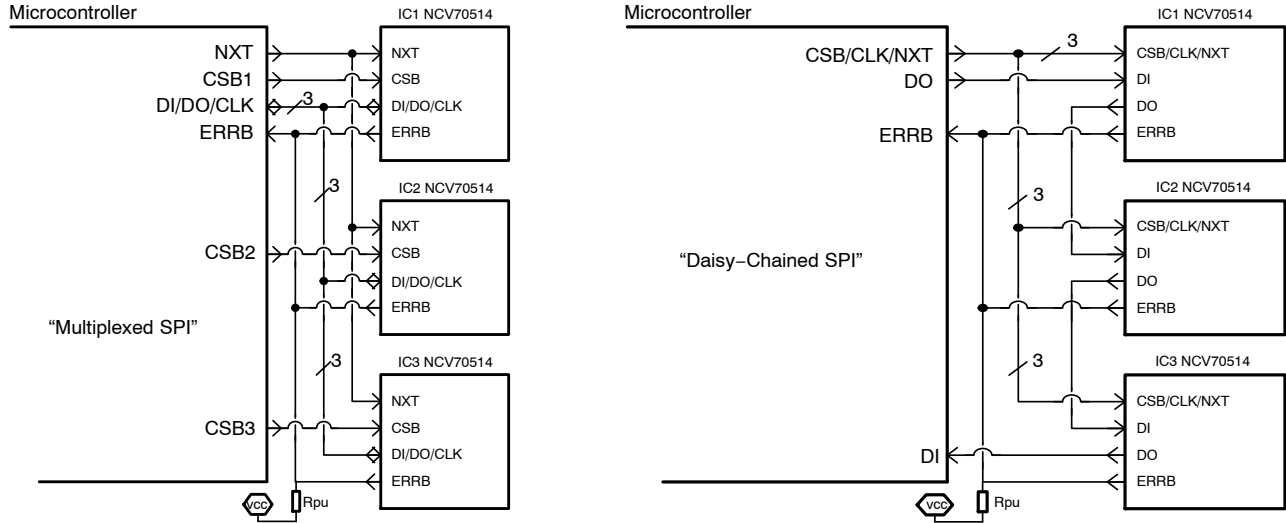 Microcontroller
IC1 NCV70514
NXT
CSB1
DI/DO/CLK
ERRB
3
NXT
CSB
DI/DO/CLK
ERRB
3
IC2 NCV70514
CSB2
NXT
CSB
DI/DO/CLK
ERRB
“Multiplexed SPI”
3
IC3 NCV70514
CSB3
NXT
CSB
DI/DO/CLK
ERRB
VCC
Rpu
Microcontroller
IC1 NCV70514
CSB/CLK/NXT
DO
ERRB
3
CSB/CLK/NXT
DI
DO
ERRB
3
IC2 NCV70514
“Daisy−Chained SPI”
CSB/CLK/NXT
DI
DO
ERRB
3
IC3 NCV70514
CSB/CLK/NXT
DI
DO
ERRB
DI
VCC
Rpu